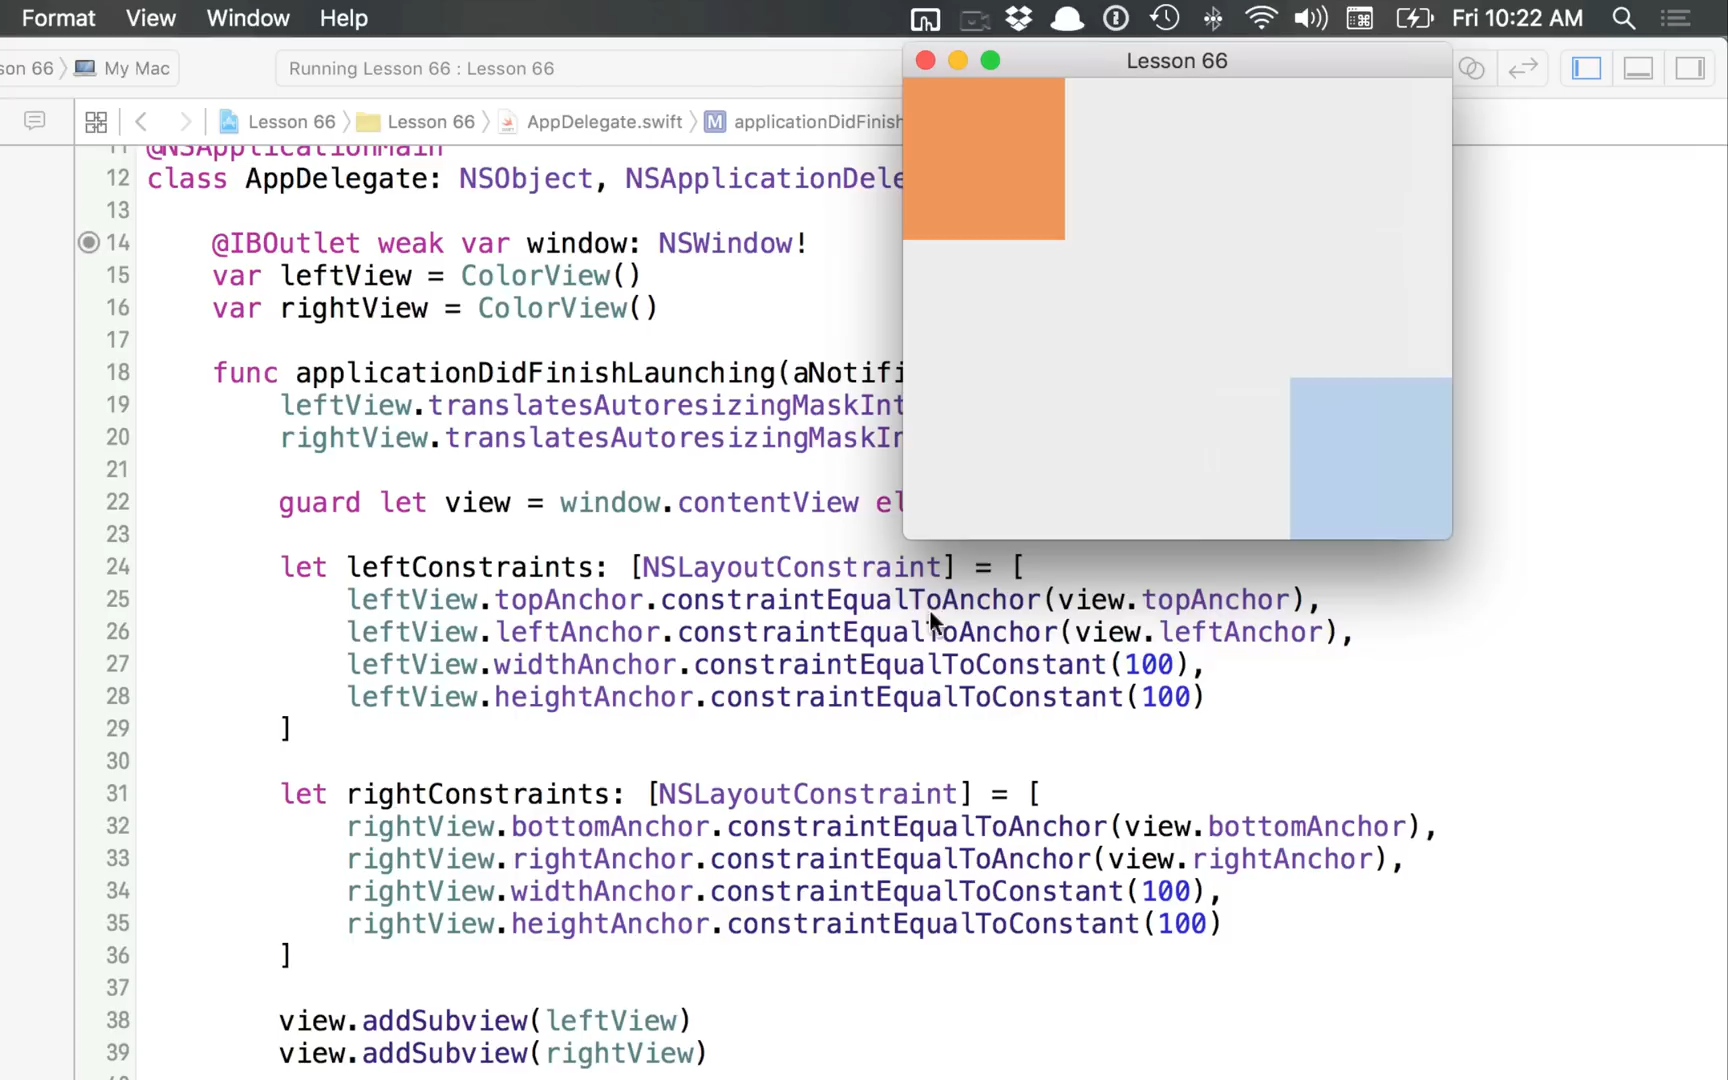 Format View Window Help Fri 10:22 AM
son 66 My Mac Running Lesson 66 : Lesson 66
Lesson 66
Lesson 66 Lesson 66 AppDelegate.swift M applicationDidFinish
11 @NSApplicationMain
12 class AppDelegate: NSObject, NSApplicationDele
13
14 @IBOutlet weak var window: NSWindow!
15 var leftView = ColorView()
16 var rightView = ColorView()
17
18 func applicationDidFinishLaunching(aNotifi
19 leftView.translatesAutoresizingMaskInt
20 rightView.translatesAutoresizingMaskIn
21
22 guard let view = window.contentView el
23
24 let leftConstraints: [NSLayoutConstraint] = [
25 leftView.topAnchor.constraintEqualToAnchor(view.topAnchor),
26 leftView.leftAnchor.constraintEqualToAnchor(view.leftAnchor),
27 leftView.widthAnchor.constraintEqualToConstant(100),
28 leftView.heightAnchor.constraintEqualToConstant(100)
29 ]
30
31 let rightConstraints: [NSLayoutConstraint] = [
32 rightView.bottomAnchor.constraintEqualToAnchor(view.bottomAnchor),
33 rightView.rightAnchor.constraintEqualToAnchor(view.rightAnchor),
34 rightView.widthAnchor.constraintEqualToConstant(100),
35 rightView.heightAnchor.constraintEqualToConstant(100)
36 ]
37
38 view.addSubview(leftView)
39 view.addSubview(rightView)